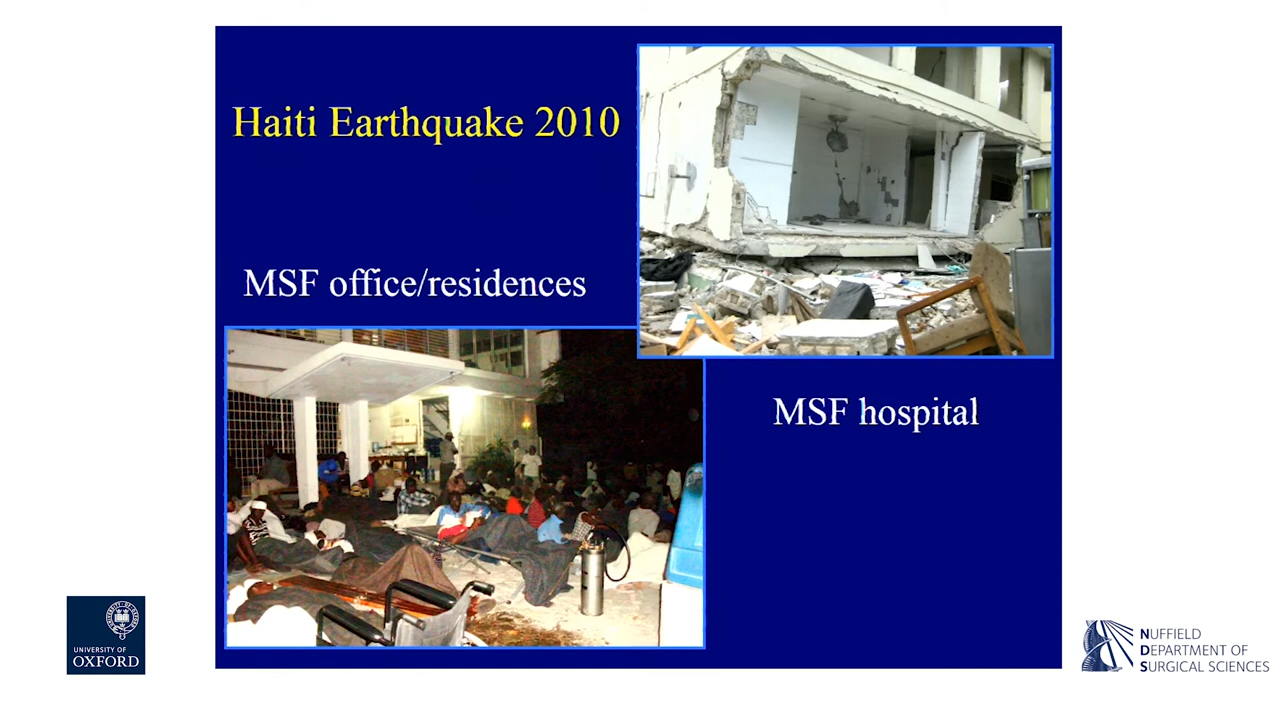 Haiti Earthquake 2010
MSF office/residences
MSF hospital
UNIVERSITY OF
OXFORD
NUFFIELD
DEPARTMENT OF
SURGICAL SCIENCES